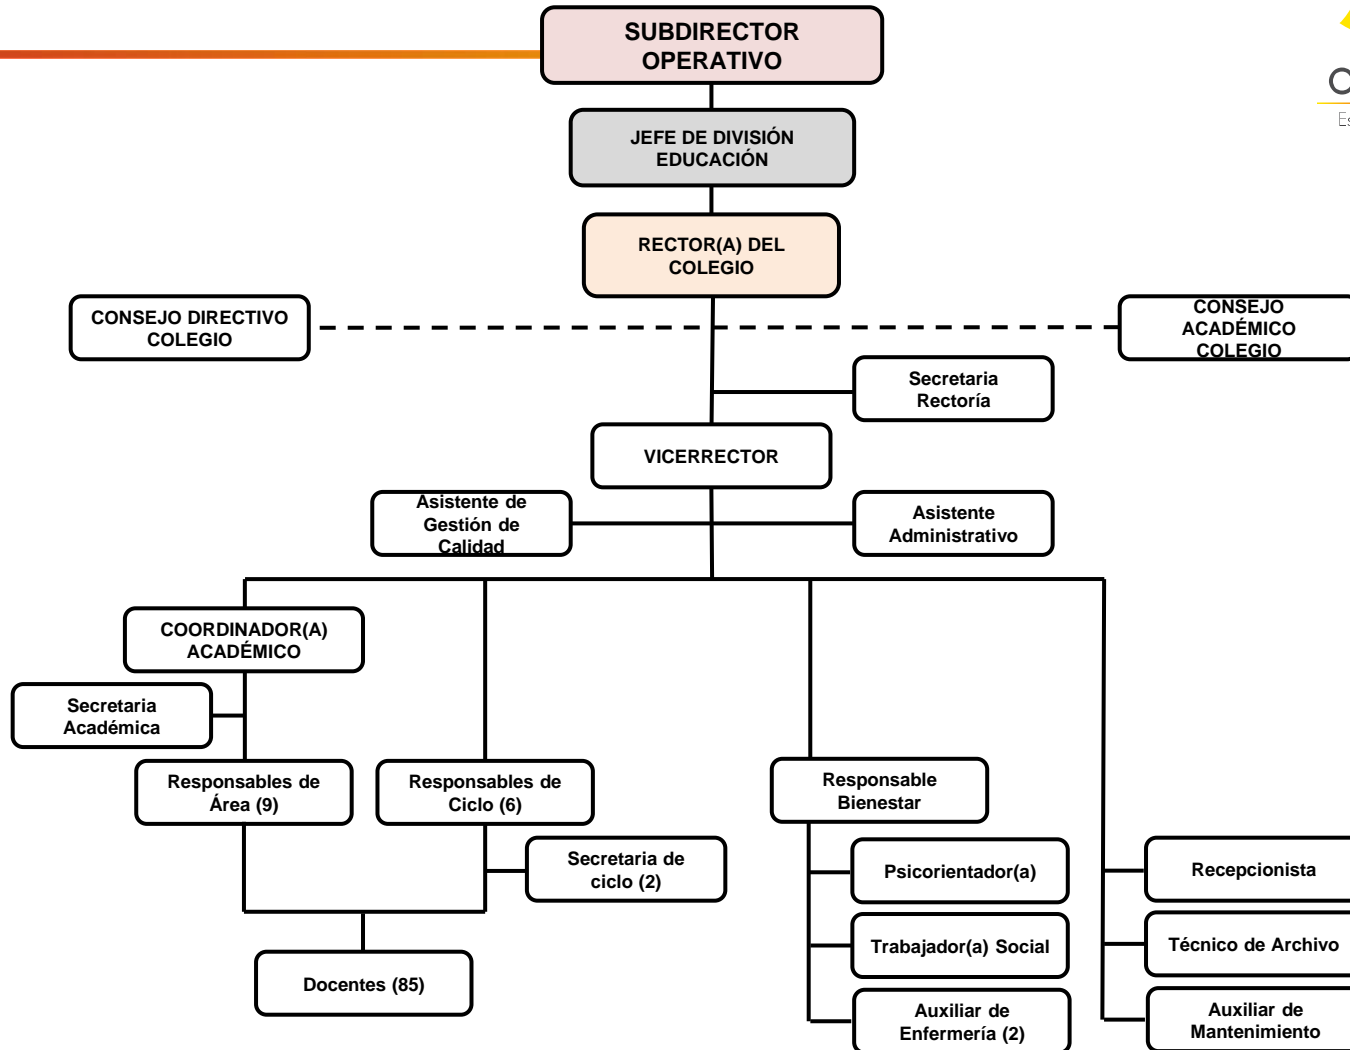 SUBDIRECTOR
OPERATIVO
JEFE DE DIVISIÓN
EDUCACIÓN
RECTOR(A) DEL
COLEGIO
CONSEJO DIRECTIVO
COLEGIO
CONSEJO
ACADÉMICO
COLEGIO
Secretaria
Rectoría
VICERRECTOR
Asistente de
Gestión de
Calidad
Asistente
Administrativo
COORDINADOR(A)
ACADÉMICO
Secretaria
Académica
Responsables de
Área (9)
Responsables de
Ciclo (6)
Responsable
Bienestar
Secretaria de
ciclo (2)
Psicorientador(a)
Recepcionista
Trabajador(a) Social
Técnico de Archivo
Docentes (85)
Auxiliar de
Enfermería (2)
Auxiliar de
Mantenimiento